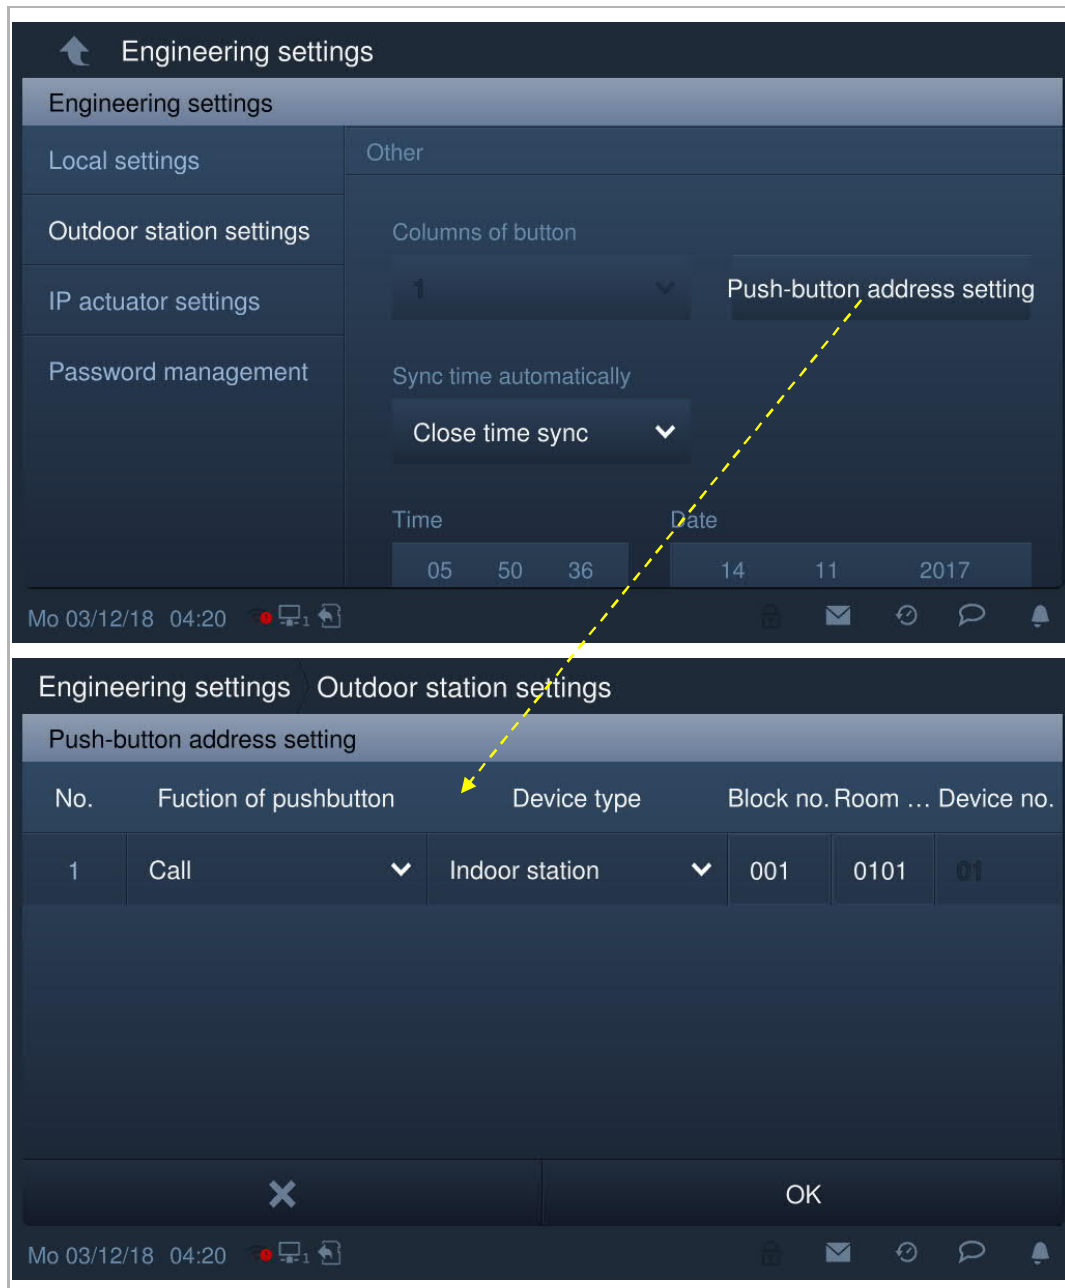 Engineering settings
Engineering settings
Local settings
Other
Outdoor station settings
Columns of button
1
Push-button address setting
IP actuator settings
Password management
Sync time automatically
Close time sync
Time
Date
05 50 36
14 11 2017
Mo 03/12/18 04:20
1
Engineering settings Outdoor station settings
Push-button address setting
No. Fuction of pushbutton Device type Block no. Room … Device no.
1 Call Indoor station 001 0101 01
OK
Mo 03/12/18 04:20
1